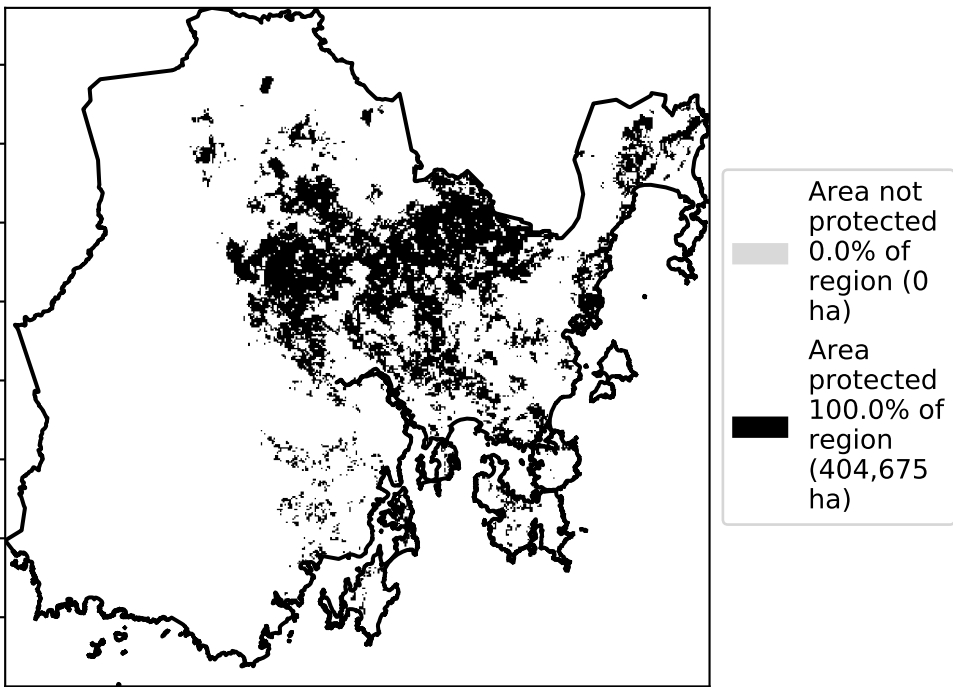 Area not
protected
0.0% of
region (0
ha)
Area
protected
100.0% of
region
(404,675
ha)